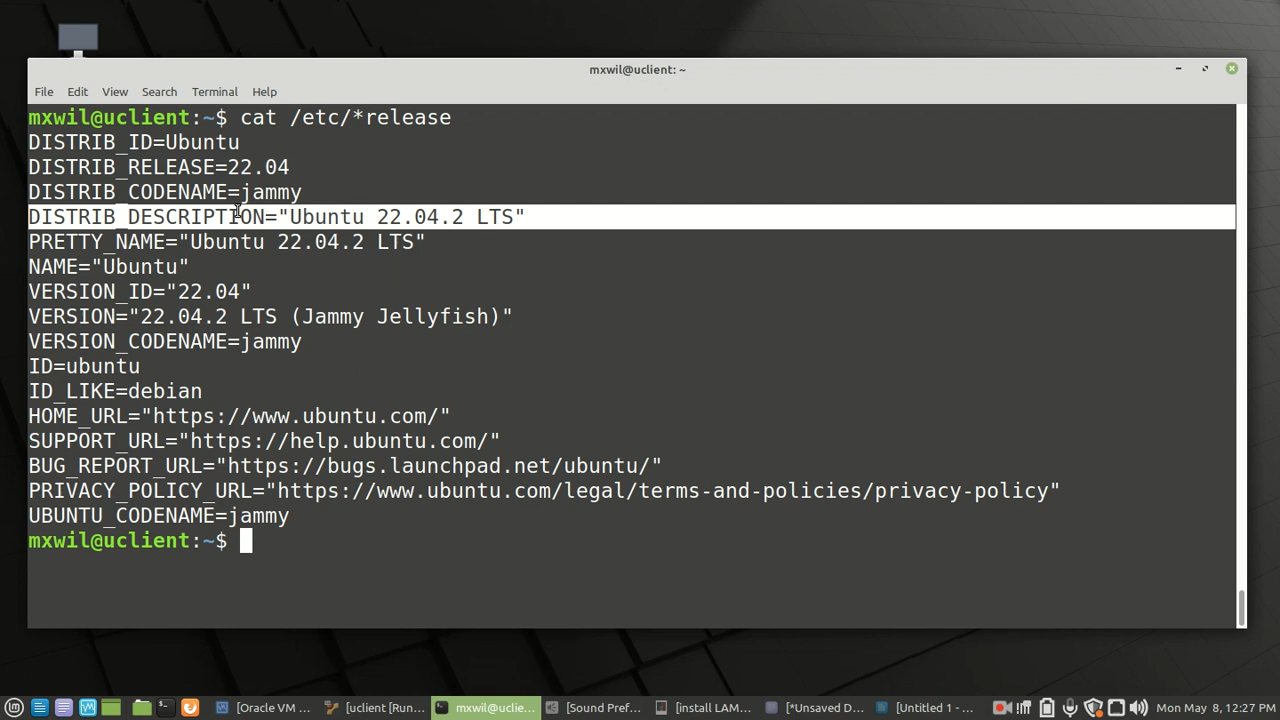 mxwil@uclient: ~
File Edit View Search Terminal Help
mxwil@uclient:~$ cat /etc/*release
DISTRIB_ID=Ubuntu
DISTRIB_RELEASE=22.04
DISTRIB_CODENAME=jammy
DISTRIB_DESCRIPTION="Ubuntu 22.04.2 LTS"
PRETTY_NAME="Ubuntu 22.04.2 LTS"
NAME="Ubuntu"
VERSION_ID="22.04"
VERSION="22.04.2 LTS (Jammy Jellyfish)"
VERSION_CODENAME=jammy
ID=ubuntu
ID_LIKE=debian
HOME_URL="https://www.ubuntu.com/"
SUPPORT_URL="https://help.ubuntu.com/"
BUG_REPORT_URL="https://bugs.launchpad.net/ubuntu/"
PRIVACY_POLICY_URL="https://www.ubuntu.com/legal/terms-and-policies/privacy-policy"
UBUNTU_CODENAME=jammy
mxwil@uclient:~$
[Oracle VM ... [uclient [Run... mxwil@uclie... [Sound Pref... [install LAM... [*Unsaved D... [Untitled 1 - ... Mon May 8, 12:27 PM